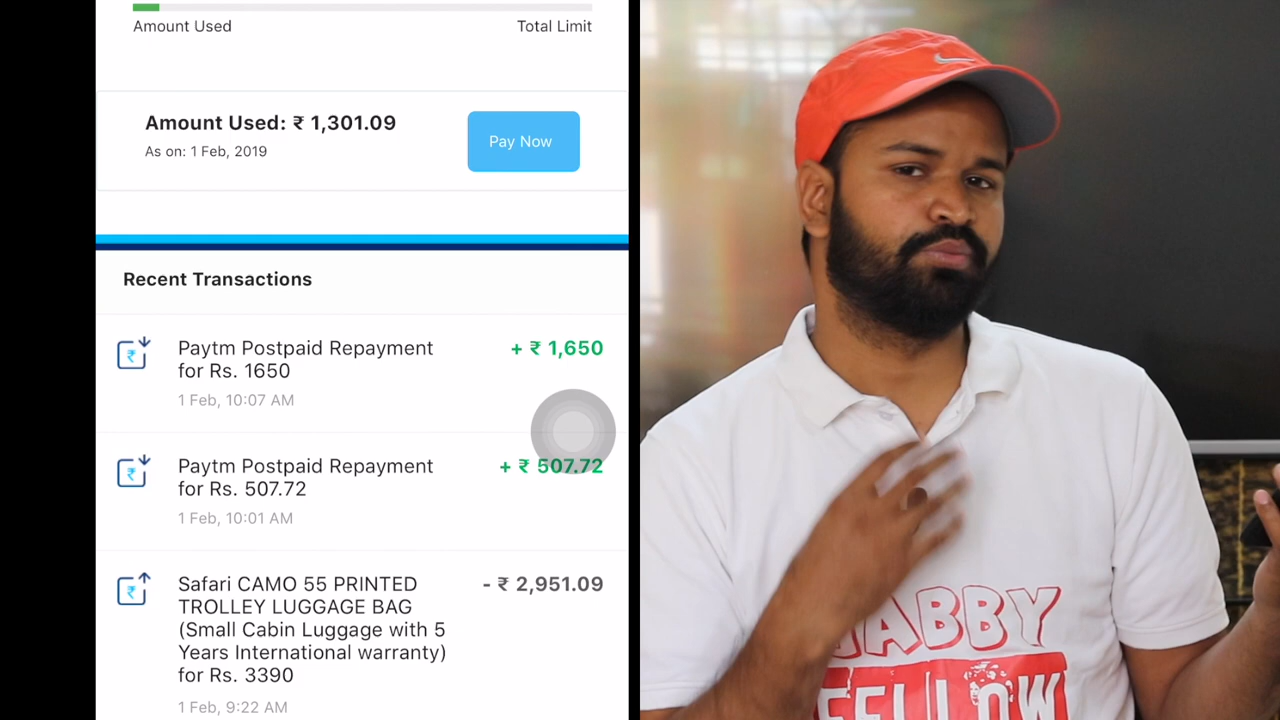 Amount Used
Total Limit
Amount Used: ₹ 1,301.09
As on: 1 Feb, 2019
Pay Now
Recent Transactions
Paytm Postpaid Repayment
for Rs. 1650
+ ₹ 1,650
1 Feb, 10:07 AM
Paytm Postpaid Repayment
for Rs. 507.72
+ ₹ 507.72
1 Feb, 10:01 AM
Safari CAMO 55 PRINTED
TROLLEY LUGGAGE BAG
(Small Cabin Luggage with 5
Years International warranty)
for Rs. 3390
- ₹ 2,951.09
1 Feb, 9:22 AM
FELLOW